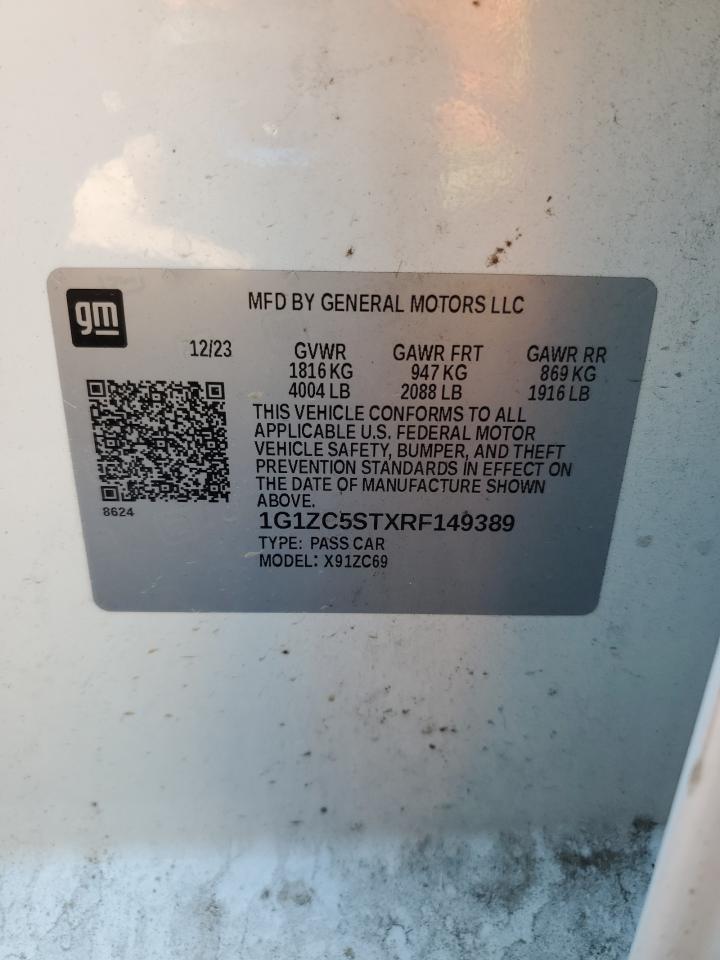 gm
MFD BY GENERAL MOTORS LLC
12/23 GVWR GAWR FRT GAWR RR
1816 KG 947 KG 869 KG
4004 LB 2088 LB 1916 LB
THIS VEHICLE CONFORMS TO ALL
APPLICABLE U.S. FEDERAL MOTOR
VEHICLE SAFETY, BUMPER, AND THEFT
PREVENTION STANDARDS IN EFFECT ON
THE DATE OF MANUFACTURE SHOWN
ABOVE.
8624
1G1ZC5STXRF149389
TYPE: PASS CAR
MODEL: X91ZC69